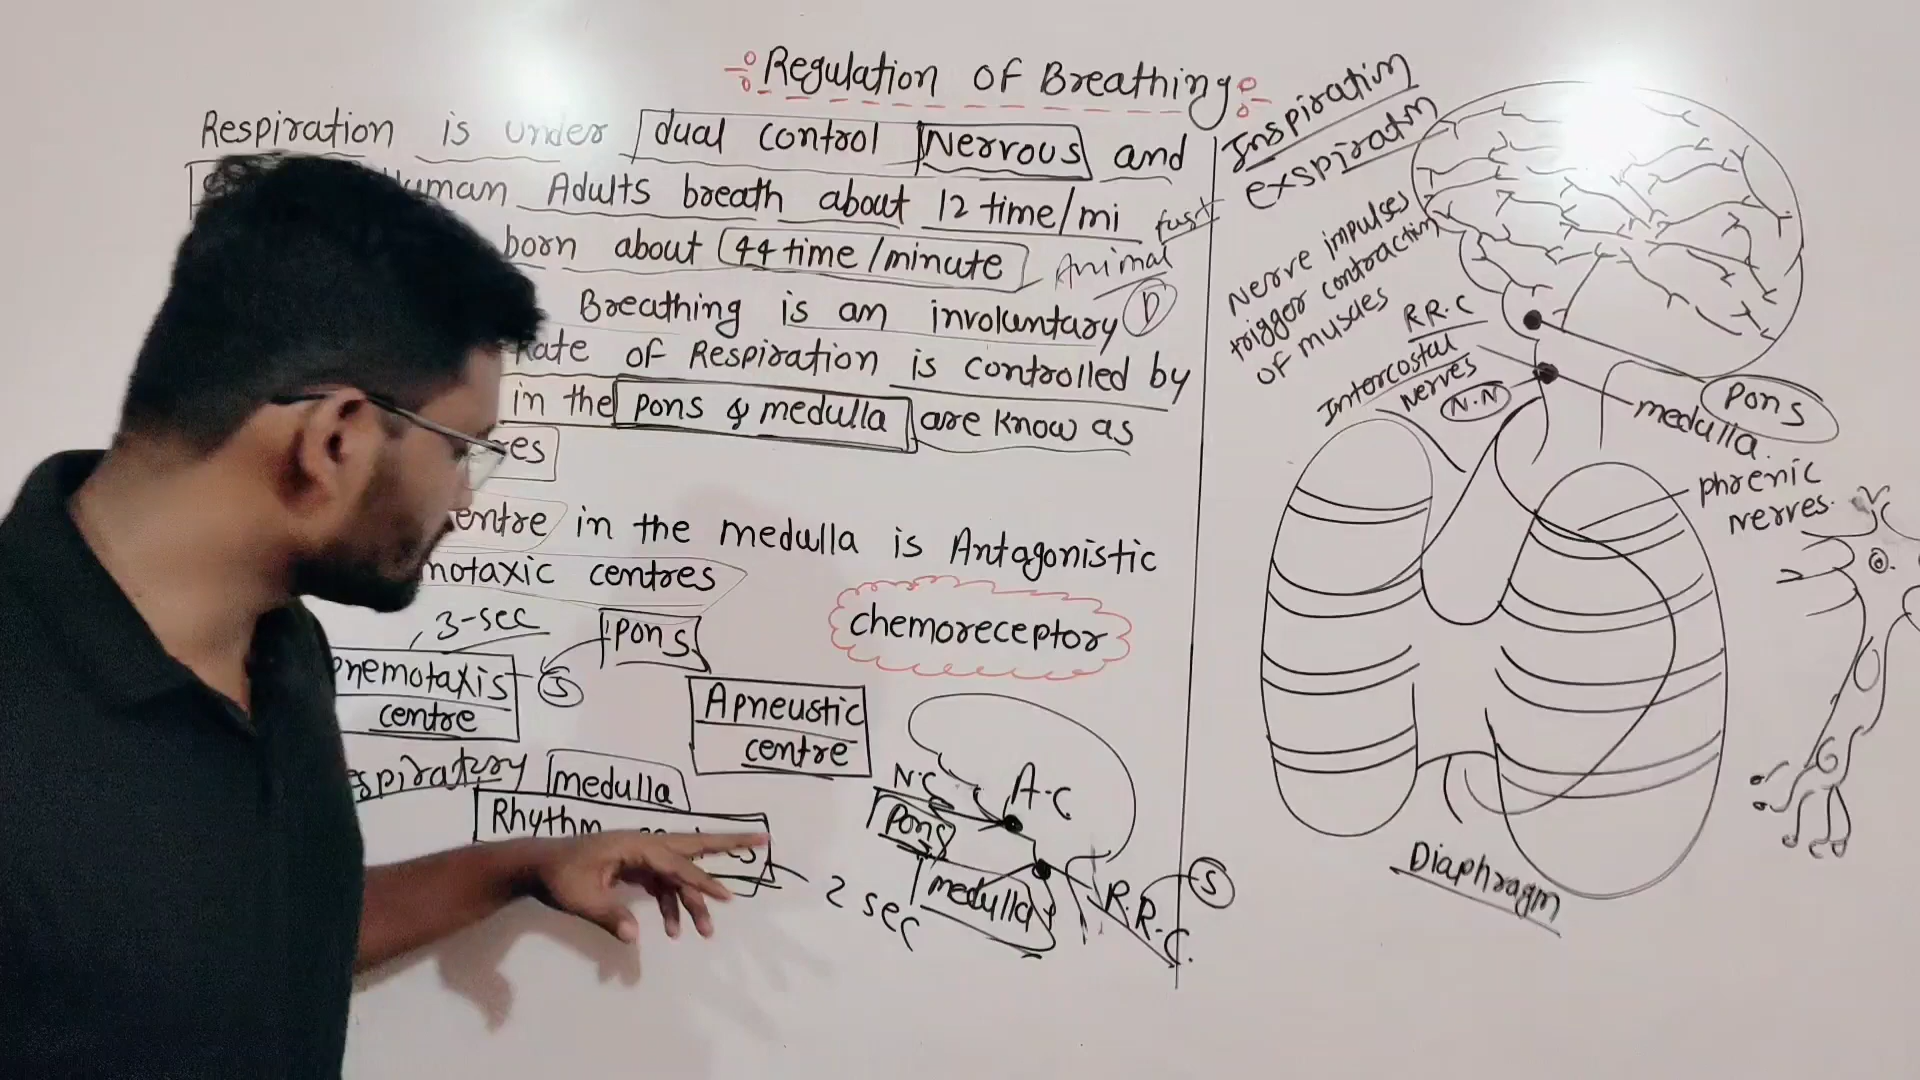 Regulation of Breathing
Respiration is under dual control Nervous and
Human Adults breath about 12 time/mi
born about 44 time/minute
fast
Animal
Breathing is an involuntary
D
Rate of Respiration is controlled by
in the pons & medulla are know as
es
entre in the medulla is Antagonistic
motaxic centres
3-sec
pons
S
pnemotaxist
centre
Apneustic
centre
espiratory
medulla
Rhythm
2 sec
chemoreceptor
N.C
A.C
pons
medulla
R.R.C.
S
Inspiration
exspiratm
Nerve impulses
trigger contraction
of muscles
R.R.C
Intercostal
nerves
N.N
pons
medulla.
phrenic
nerves.
Diaphragm